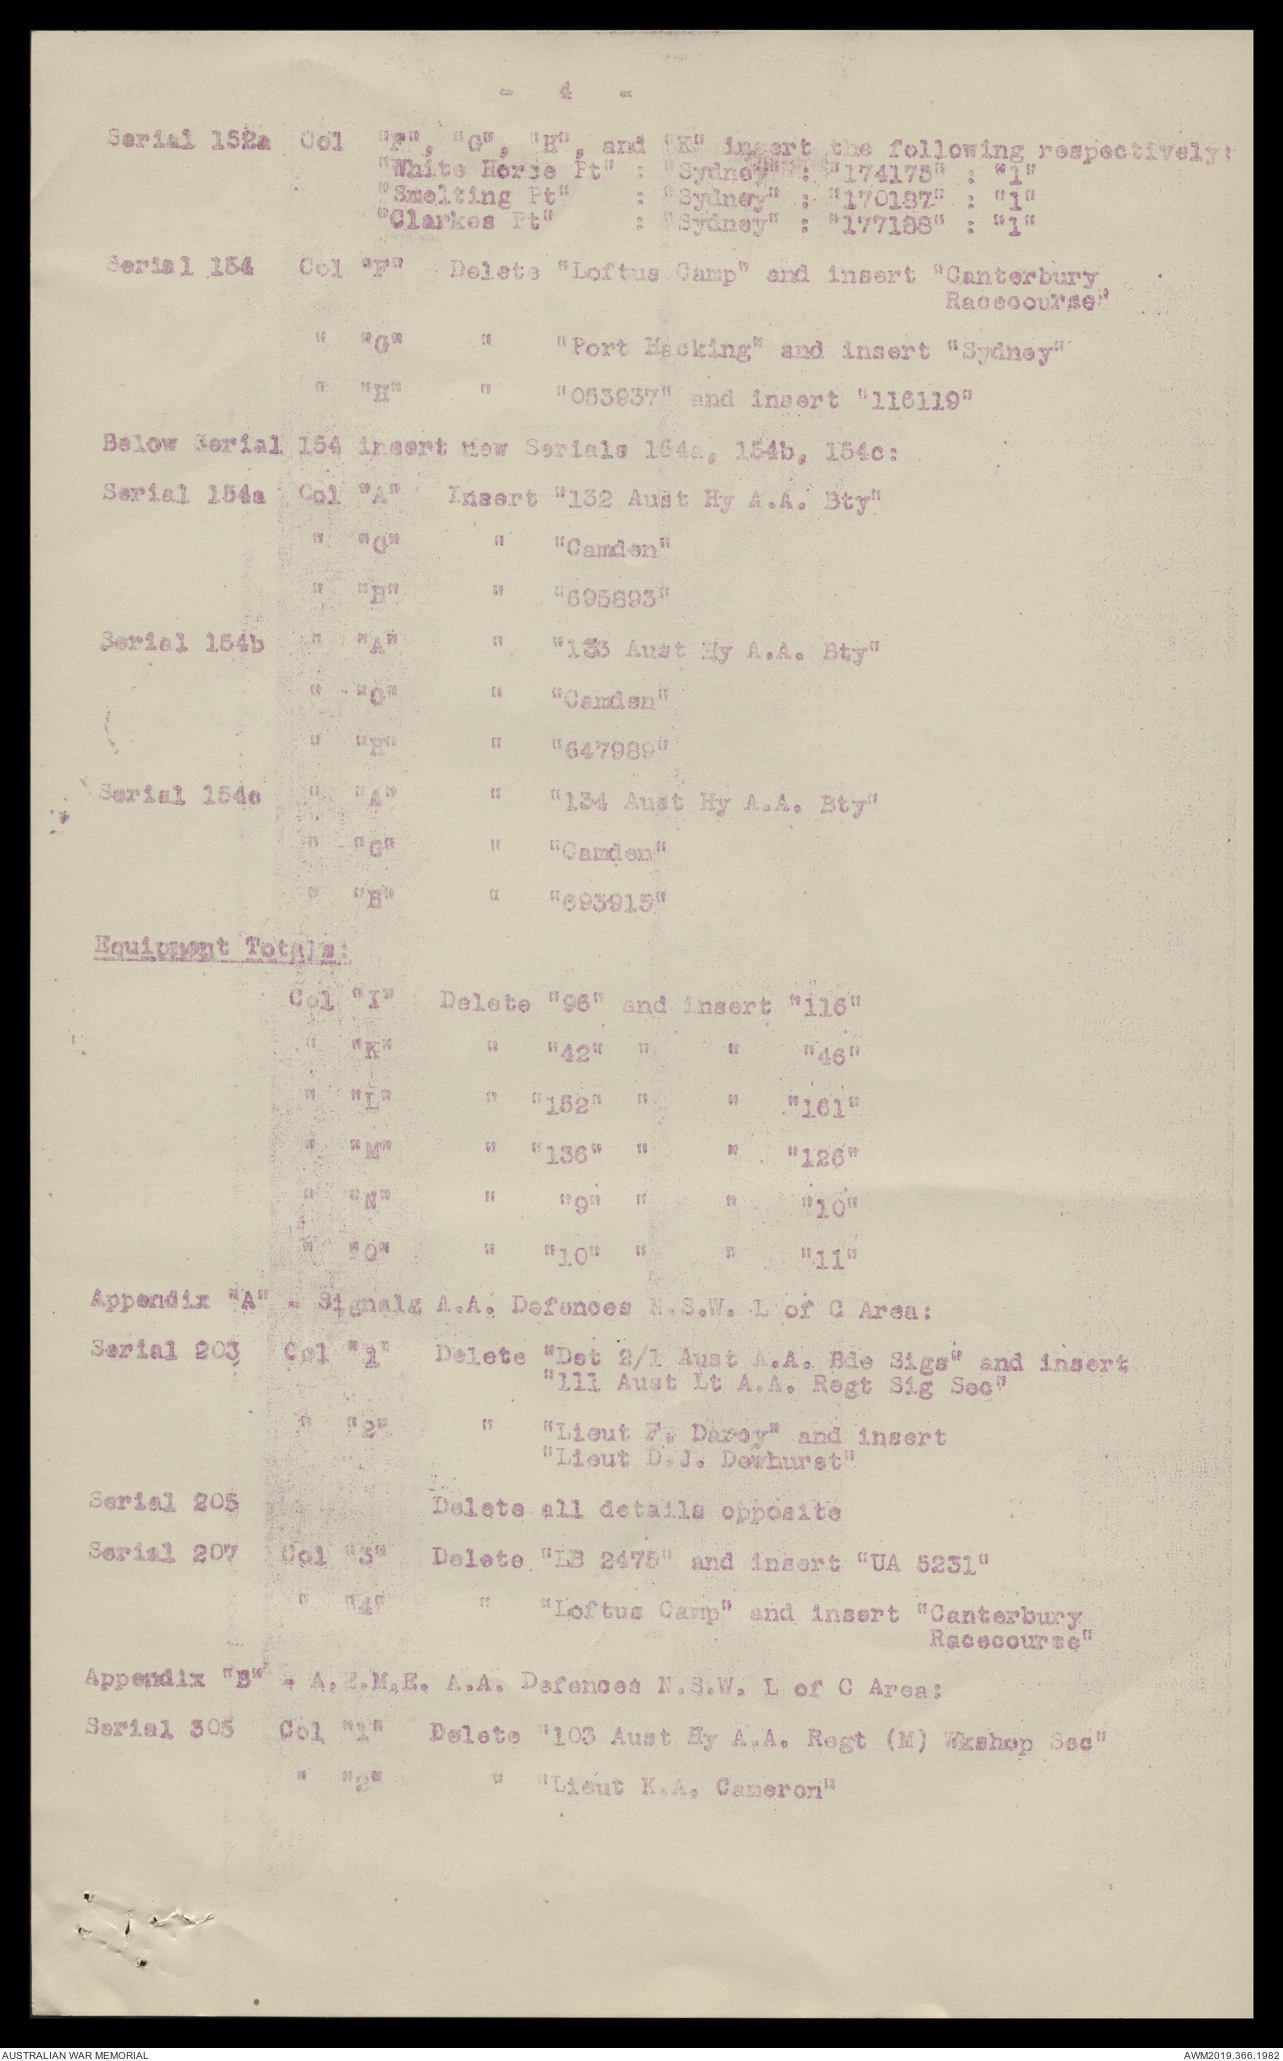 - 4 -
Serial 152a Col "F", "G", "H", and "K" insert the following respectively:
"White Horse Pt" : "Sydney" : "174175" : "1"
"Smelting Pt" : "Sydney" : "170187" : "1"
"Clarkes Pt" : "Sydney" : "177188" : "1"
Serial 154 Col "F" Delete "Loftus Camp" and insert "Canterbury
Racecourse"
" "G" " "Port Hacking" and insert "Sydney"
" "H" " "053937" and insert "116119"
Below Serial 154 insert new Serials 154a, 154b, 154c:
Serial 154a Col "A" Insert "132 Aust Hy A.A. Bty"
" "G" " "Camden"
" "H" " "695893"
Serial 154b " "A" " "133 Aust Hy A.A. Bty"
" "G" " "Camden"
" "H" " "647989"
Serial 154c " "A" " "134 Aust Hy A.A. Bty"
" "G" " "Camden"
" "H" " "693915"
Equipment Totals:
Col "I" Delete "96" and insert "116"
" "K" " "42" " " "46"
" "L" " "152" " " "161"
" "M" " "136" " " "126"
" "N" " "9" " " "10"
" "O" " "10" " " "11"
Appendix "A" - Signals A.A. Defences N.S.W. L of C Area:
Serial 203 Col "1" Delete "Det 2/1 Aust A.A. Bde Sigs" and insert
"111 Aust Lt A.A. Regt Sig Sec"
" "2" " "Lieut F. Darcy" and insert
"Lieut D.J. Dewhurst"
Serial 205 Delete all details opposite
Serial 207 Col "3" Delete "LB 2475" and insert "UA 5231"
" "4" " "Loftus Camp" and insert "Canterbury
Racecourse"
Appendix "B" - A.E.M.E. A.A. Defences N.S.W. L of C Area:
Serial 305 Col "1" Delete "103 Aust Hy A.A. Regt (M) Wkshop Sec"
" "2" " "Lieut K.A. Cameron"
AUSTRALIAN WAR MEMORIAL
AWM2019.366.1982